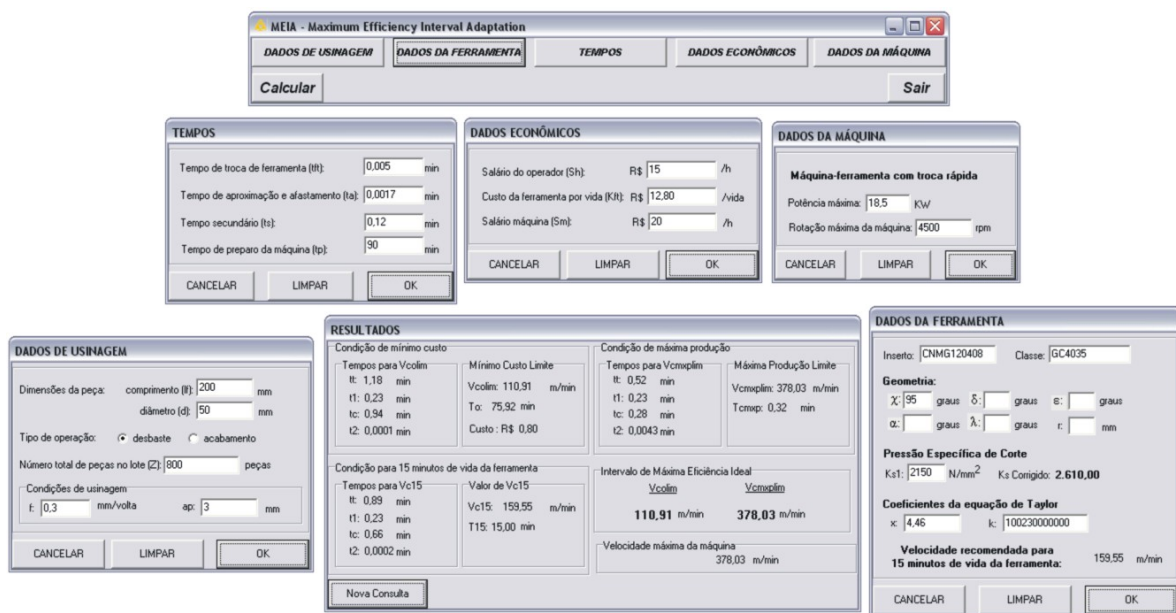 MEIA - Maximum Efficiency Interval Adaptation
DADOS DE USINAGEM DADOS DA FERRAMENTA TEMPOS DADOS ECONÔMICOS DADOS DA MÁQUINA
Calcular Sair
TEMPOS
Tempo de troca de ferramenta (tft): 0,005 min
Tempo de aproximação e afastamento (ta): 0,0017 min
Tempo secundário (ts): 0,12 min
Tempo de preparo da máquina (tp): 90 min
CANCELAR LIMPAR OK
DADOS ECONÔMICOS
Salário do operador (Sh): R$ 15 /h
Custo da ferramenta por vida (Kft): R$ 12,80 /vida
Salário máquina (Sm): R$ 20 /h
CANCELAR LIMPAR OK
DADOS DA MÁQUINA
Máquina-ferramenta com troca rápida
Potência máxima: 18,5 KW
Rotação máxima da máquina: 4500 rpm
CANCELAR LIMPAR OK
DADOS DE USINAGEM
Dimensões da peça: comprimento (lf): 200 mm
diâmetro (d): 50 mm
Tipo de operação: desbaste acabamento
Número total de peças no lote (Z): 800 peças
Condições de usinagem
f: 0,3 mm/volta ap: 3 mm
CANCELAR LIMPAR OK
RESULTADOS
Condição de mínimo custo
Tempos para Vcolim
tt: 1,18 min
t1: 0,23 min
tc: 0,94 min
t2: 0,0001 min
Mínimo Custo Limite
Vcolim: 110,91 m/min
To: 75,92 min
Custo : R$ 0,80
Condição de máxima produção
Tempos para Vcmxplim
tt: 0,52 min
t1: 0,23 min
tc: 0,28 min
t2: 0,0043 min
Máxima Produção Limite
Vcmxplim: 378,03 m/min
Tcmxp: 0,32 min
Condição para 15 minutos de vida da ferramenta
Tempos para Vc15
tt: 0,89 min
t1: 0,23 min
tc: 0,66 min
t2: 0,0002 min
Valor de Vc15
Vc15: 159,55 m/min
T15: 15,00 min
Intervalo de Máxima Eficiência Ideal
Vcolim Vcmxplim
110,91 m/min 378,03 m/min
Velocidade máxima da máquina
378,03 m/min
Nova Consulta
DADOS DA FERRAMENTA
Inserto: CNMG120408 Classe: GC4035
Geometria:
χ: 95 graus δ: graus ε: graus
α: graus λ: graus r: mm
Pressão Específica de Corte
Ks1: 2150 N/mm² Ks Corrigido: 2.610,00
Coeficientes da equação de Taylor
x: 4,46 k: 100230000000
Velocidade recomendada para
15 minutos de vida da ferramenta: 159,55 m/min
CANCELAR LIMPAR OK